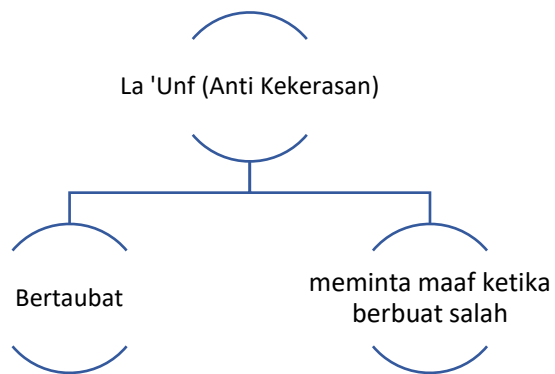 La 'Unf (Anti Kekerasan)
Bertaubat
meminta maaf ketika
berbuat salah